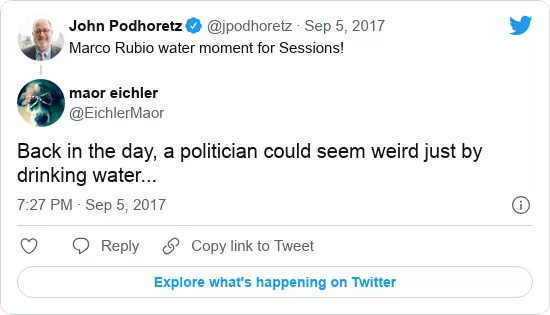 John Podhoretz @jpodhoretz · Sep 5, 2017
Marco Rubio water moment for Sessions!
maor eichler
@EichlerMaor
Back in the day, a politician could seem weird just by
drinking water...
7:27 PM · Sep 5, 2017
Reply Copy link to Tweet
Explore what's happening on Twitter